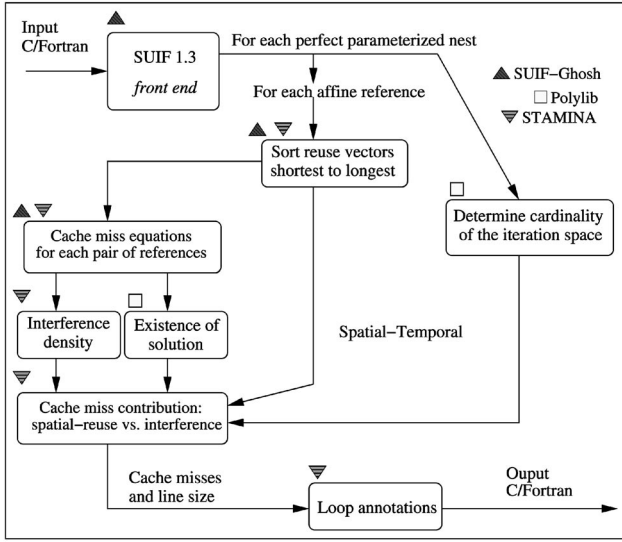 Input
C/Fortran
SUIF 1.3
front end
For each perfect parameterized nest
For each affine reference
SUIF-Ghosh
Polylib
STAMINA
Sort reuse vectors
shortest to longest
Determine cardinality
of the iteration space
Cache miss equations
for each pair of references
Interference
density
Existence of
solution
Spatial-Temporal
Cache miss contribution:
spatial-reuse vs. interference
Cache misses
and line size
Loop annotations
Ouput
C/Fortran